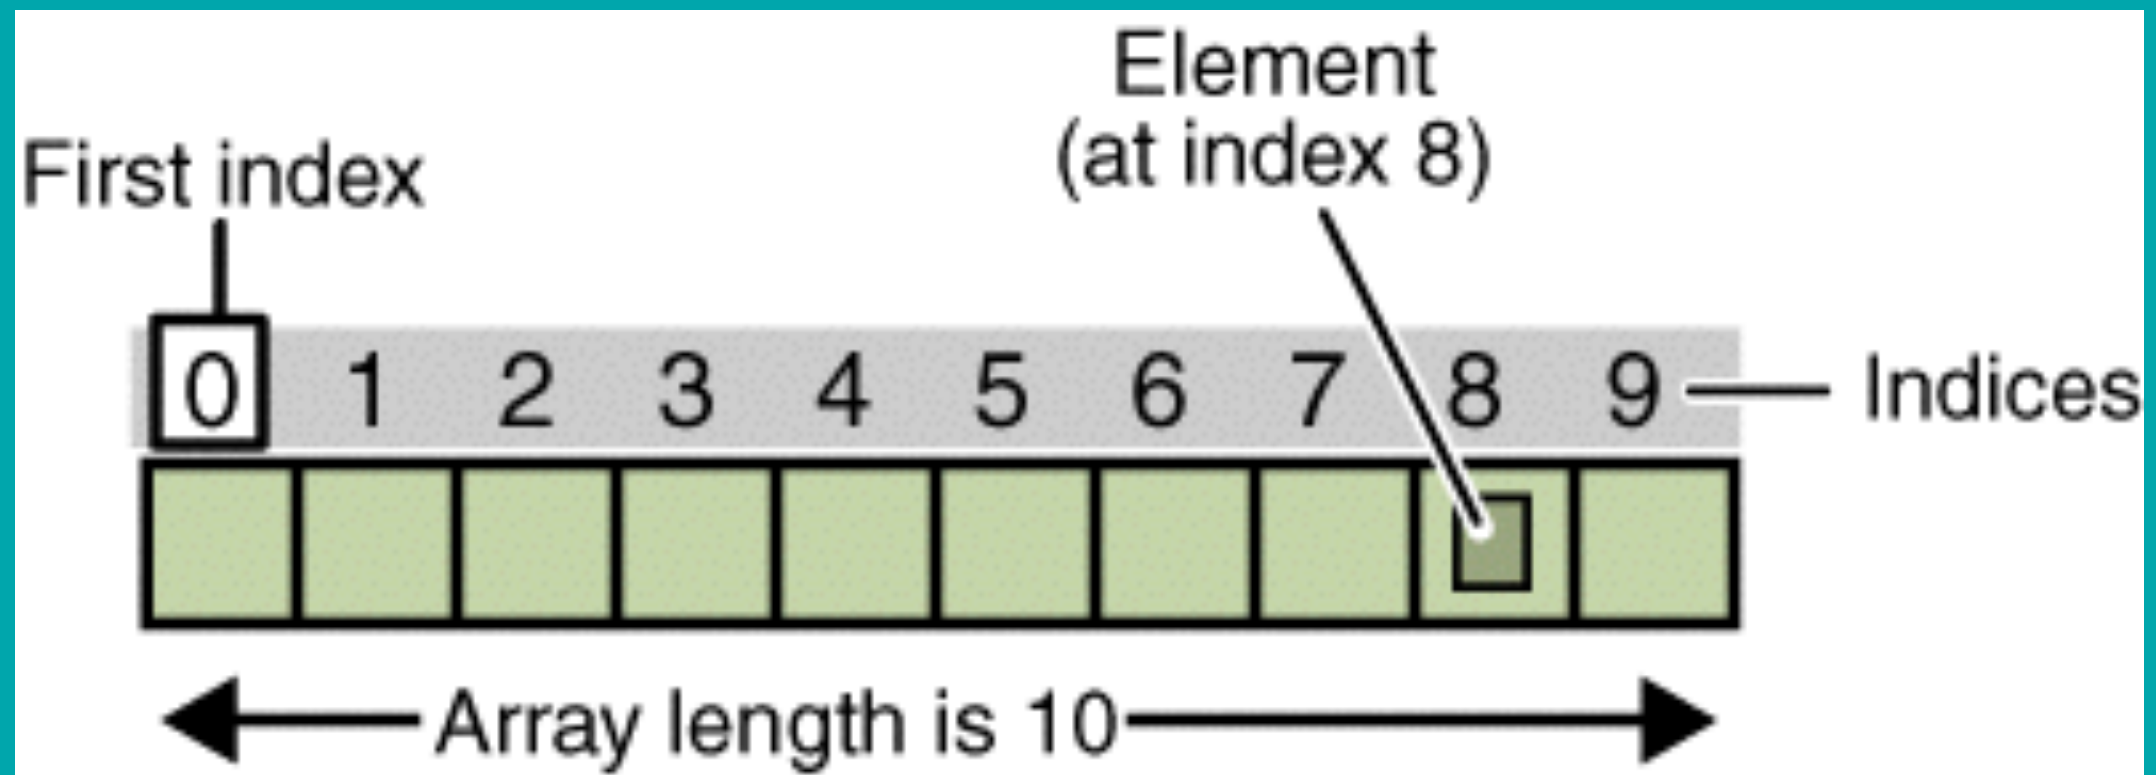 Element
(at index 8)
First index
0 1 2 3 4 5 6 7 8 9 Indices
Array length is 10